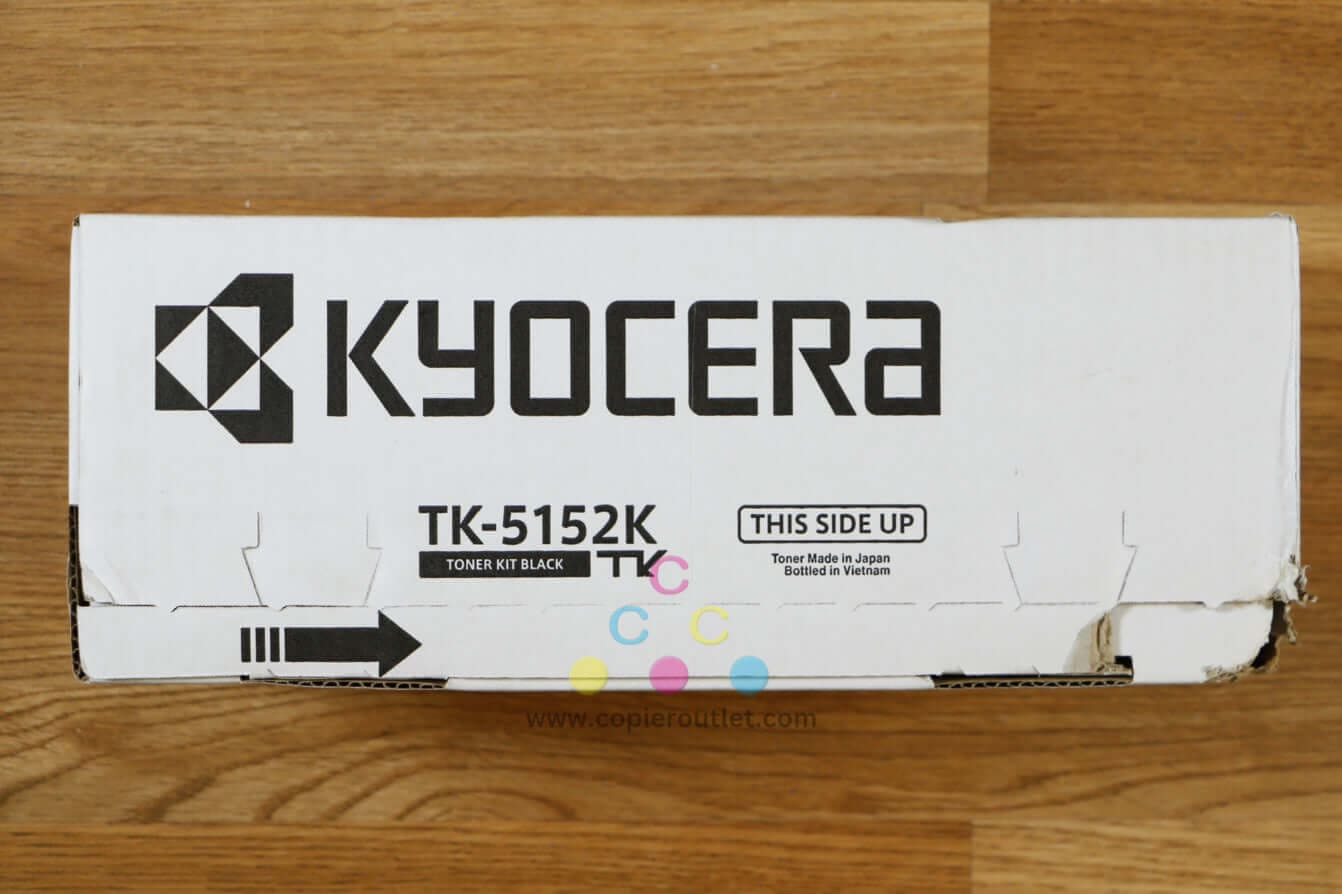 KYOCERA
TK-5152K
TONER KIT BLACK TK
THIS SIDE UP
Toner Made in Japan
Bottled in Vietnam
C
C C
www.copieroutlet.com